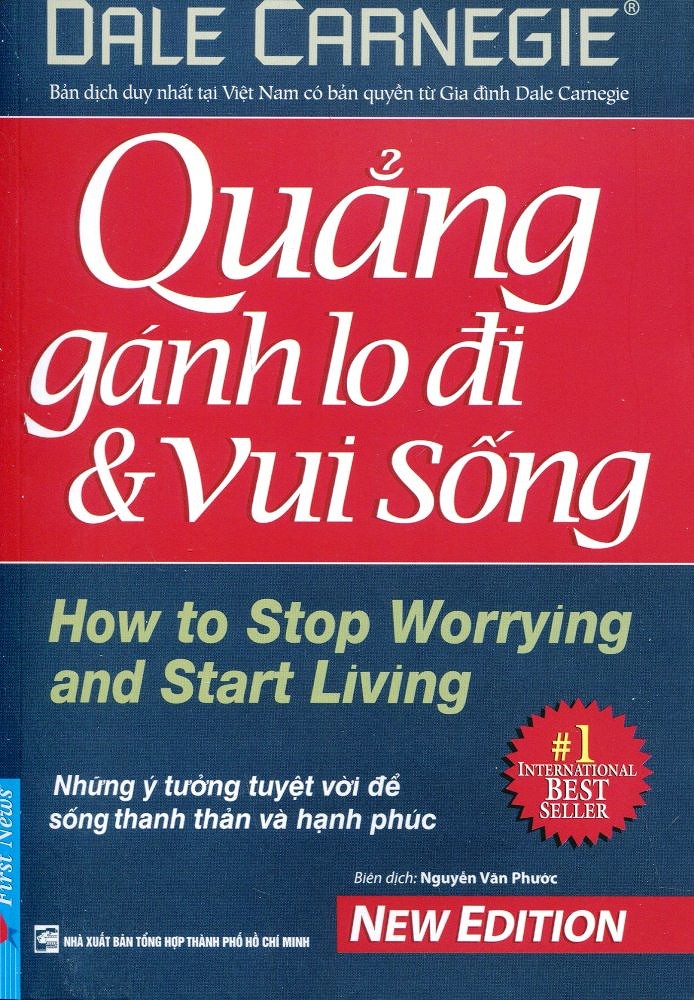 DALE CARNEGIE®
Bản dịch duy nhất tại Việt Nam có bản quyền từ Gia đình Dale Carnegie
Quẳng
gánh lo đi
& vui sống
How to Stop Worrying
and Start Living
#1
INTERNATIONAL
BEST
SELLER
Những ý tưởng tuyệt vời để
sống thanh thản và hạnh phúc
Biên dịch: Nguyễn Văn Phước
NEW EDITION
First News
NHÀ XUẤT BẢN TỔNG HỢP THÀNH PHỐ HỒ CHÍ MINH